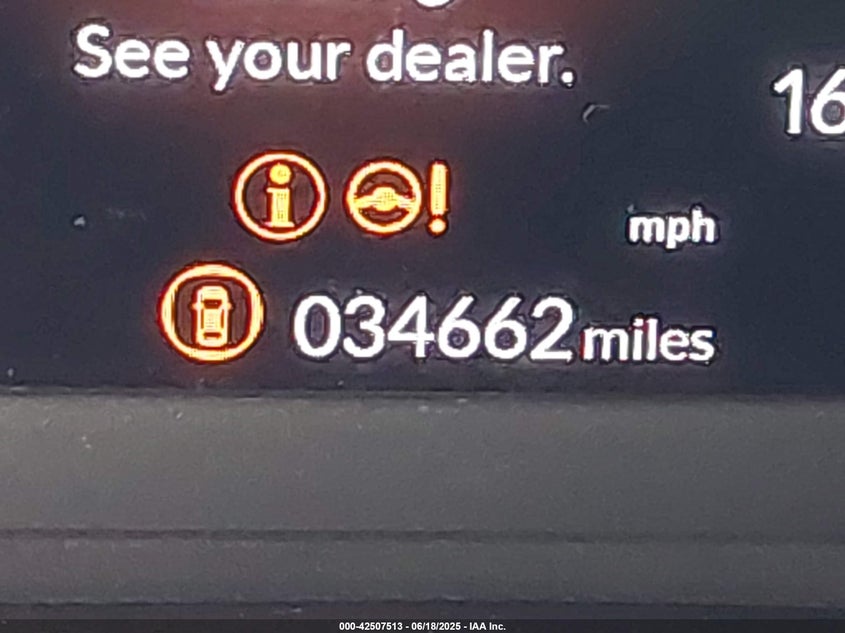 See your dealer.
16
mph
034662 miles
000-42507513 - 06/18/2025 - IAA Inc.